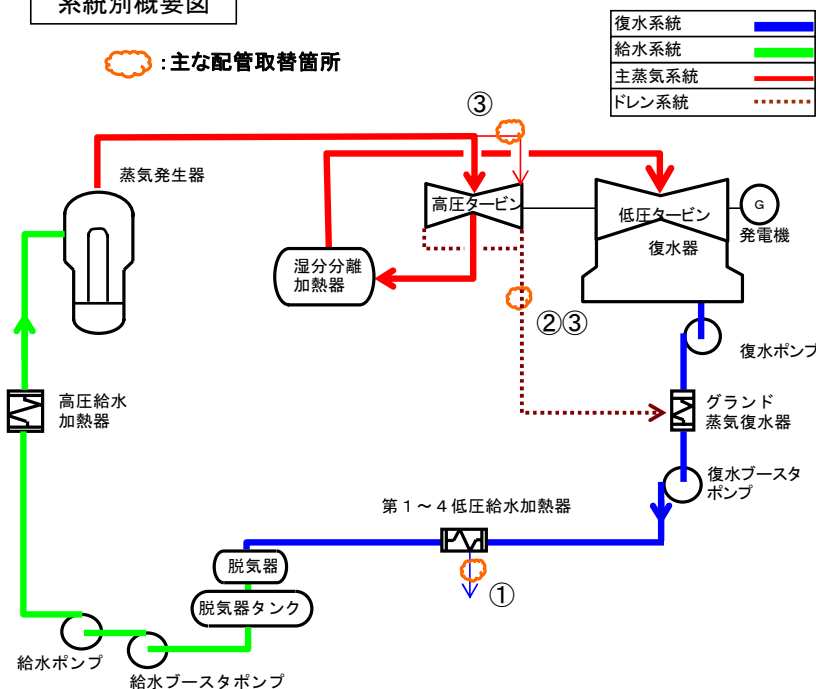 系統別概要図
：主な配管取替箇所
復水系統
給水系統
主蒸気系統
ドレン系統
③
蒸気発生器
高圧タービン
低圧タービン
G
発電機
復水器
湿分分離
加熱器
②③
復水ポンプ
高圧給水
加熱器
グランド
蒸気復水器
復水ブースタ
ポンプ
第１～４低圧給水加熱器
脱気器
①
脱気器タンク
給水ポンプ
給水ブースタポンプ